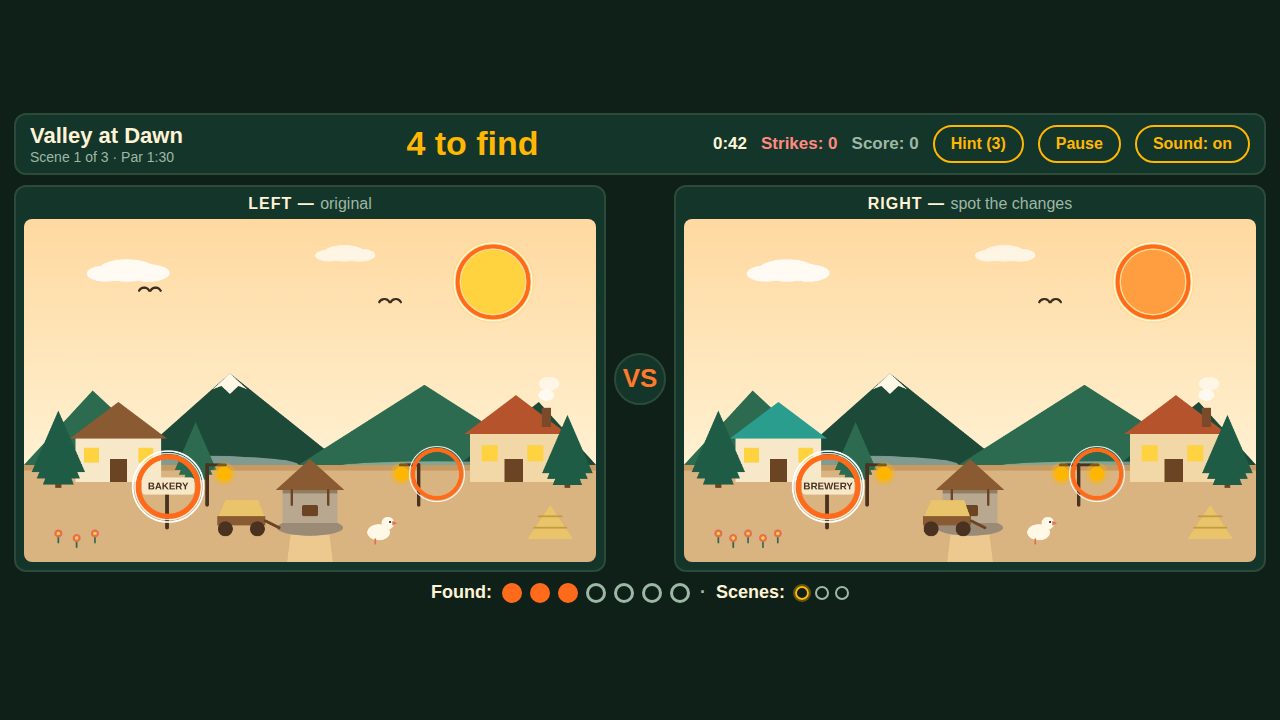 Valley at Dawn
Scene 1 of 3 · Par 1:30
4 to find
0:42 Strikes: 0 Score: 0 Hint (3) Pause Sound: on
LEFT — original
RIGHT — spot the changes
BAKERY
VS
BREWERY
Found: · Scenes: